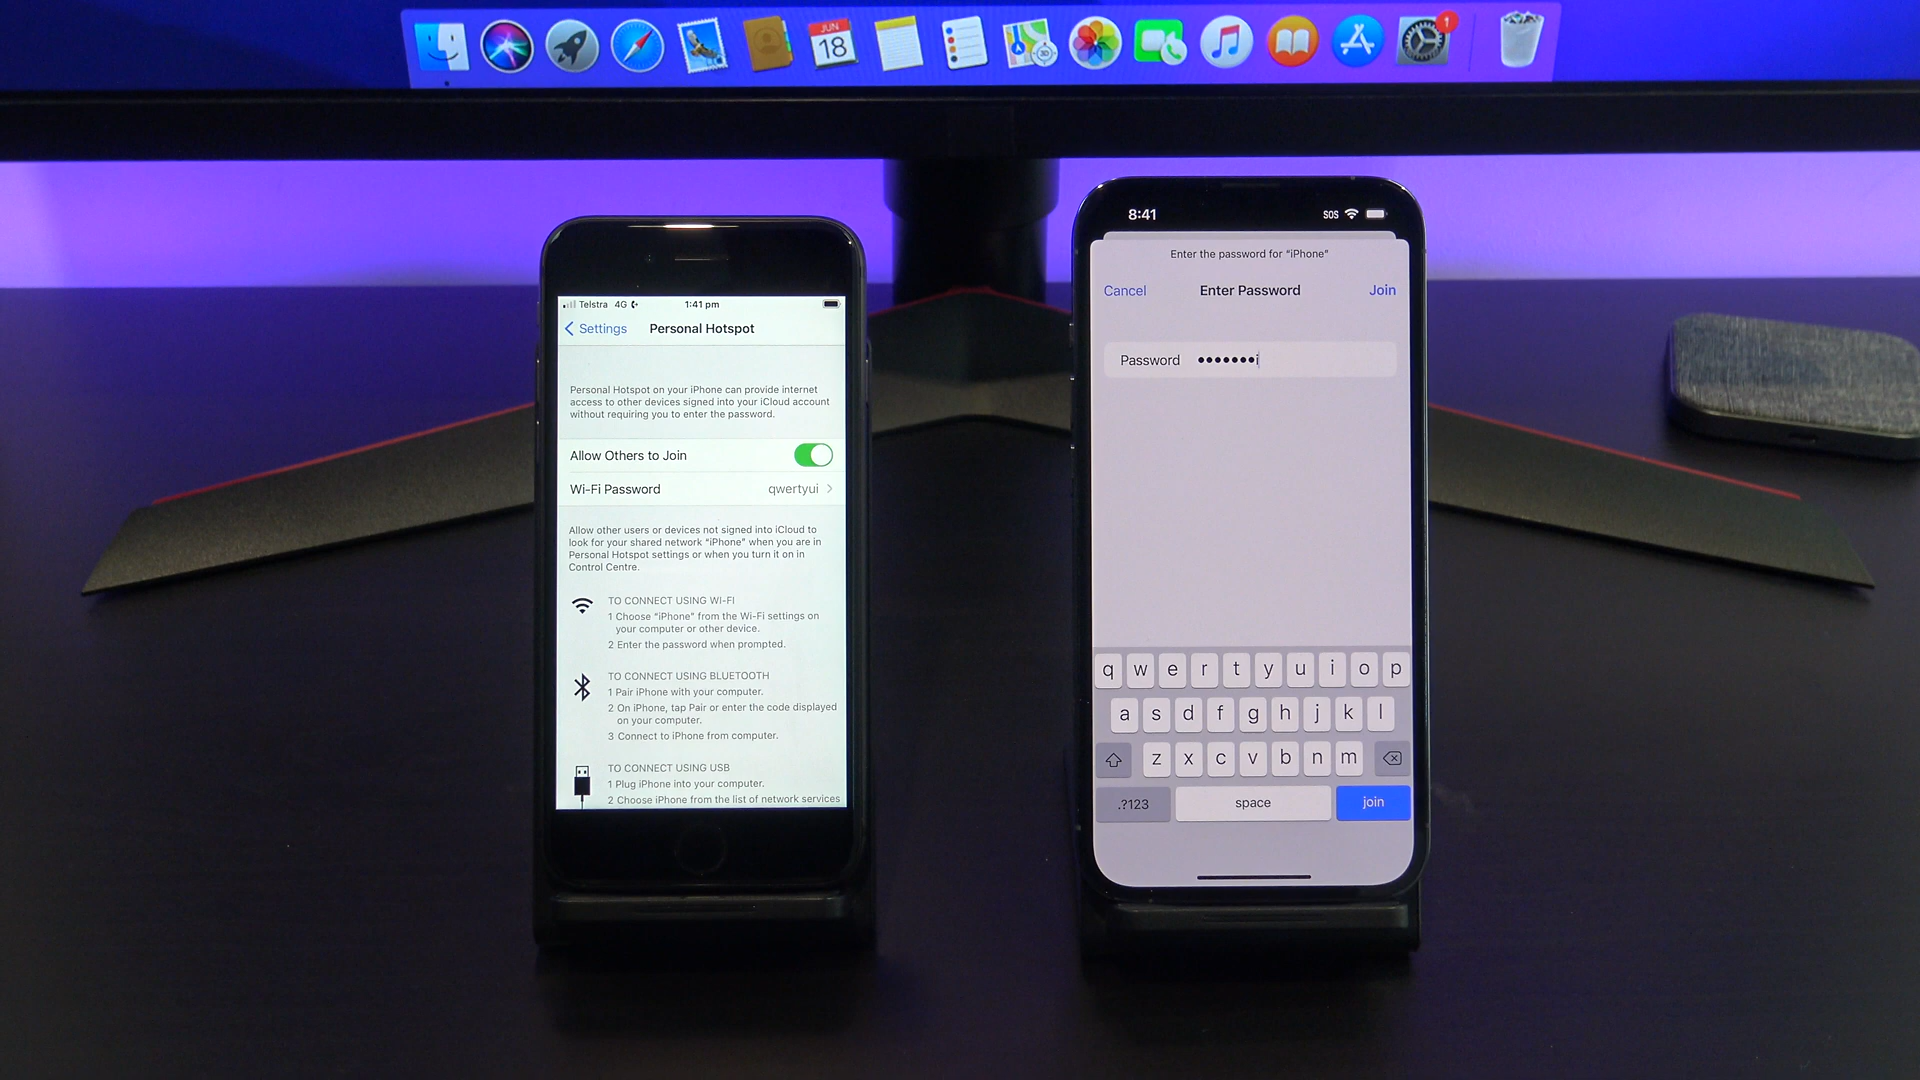 JUN
18
3D
1
Telstra 4G 1:41 pm
Settings Personal Hotspot
Personal Hotspot on your iPhone can provide internet
access to other devices signed into your iCloud account
without requiring you to enter the password.
Allow Others to Join
Wi-Fi Password qwertyui
Allow other users or devices not signed into iCloud to
look for your shared network “iPhone” when you are in
Personal Hotspot settings or when you turn it on in
Control Centre.
TO CONNECT USING WI-FI
1 Choose “iPhone” from the Wi-Fi settings on
your computer or other device.
2 Enter the password when prompted.
TO CONNECT USING BLUETOOTH
1 Pair iPhone with your computer.
2 On iPhone, tap Pair or enter the code displayed
on your computer.
3 Connect to iPhone from computer.
TO CONNECT USING USB
1 Plug iPhone into your computer.
2 Choose iPhone from the list of network services
8:41 SOS
Enter the password for “iPhone”
Cancel Enter Password Join
Password •••••••i
q w e r t y u i o p
a s d f g h j k l
z x c v b n m
.?123 space join